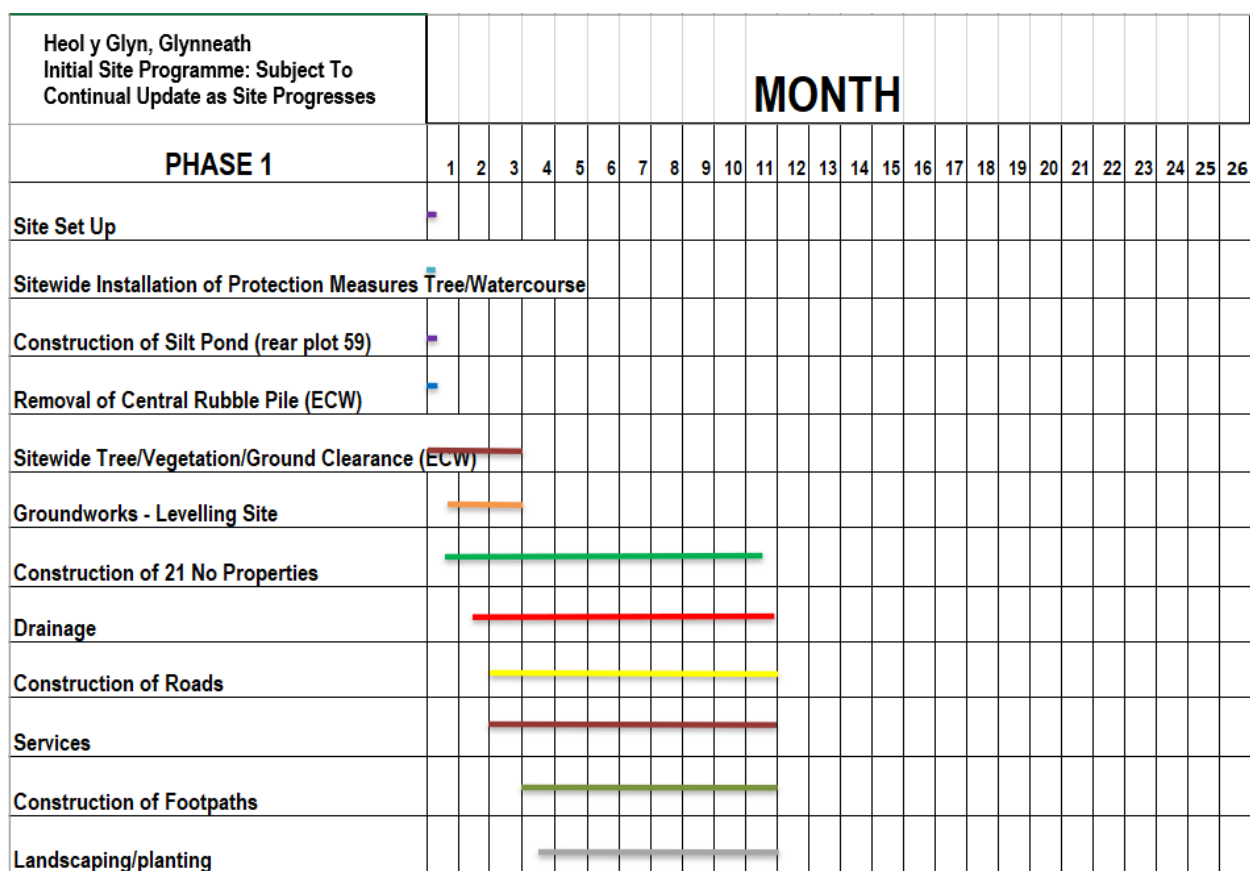 Heol y Glyn, Glynneath
Initial Site Programme: Subject To
Continual Update as Site Progresses
MONTH
PHASE 1 1 2 3 4 5 6 7 8 9 10 11 12 13 14 15 16 17 18 19 20 21 22 23 24 25 26
Site Set Up
Sitewide Installation of Protection Measures Tree/Watercourse
Construction of Silt Pond (rear plot 59)
Removal of Central Rubble Pile (ECW)
Sitewide Tree/Vegetation/Ground Clearance (ECW)
Groundworks - Levelling Site
Construction of 21 No Properties
Drainage
Construction of Roads
Services
Construction of Footpaths
Landscaping/planting